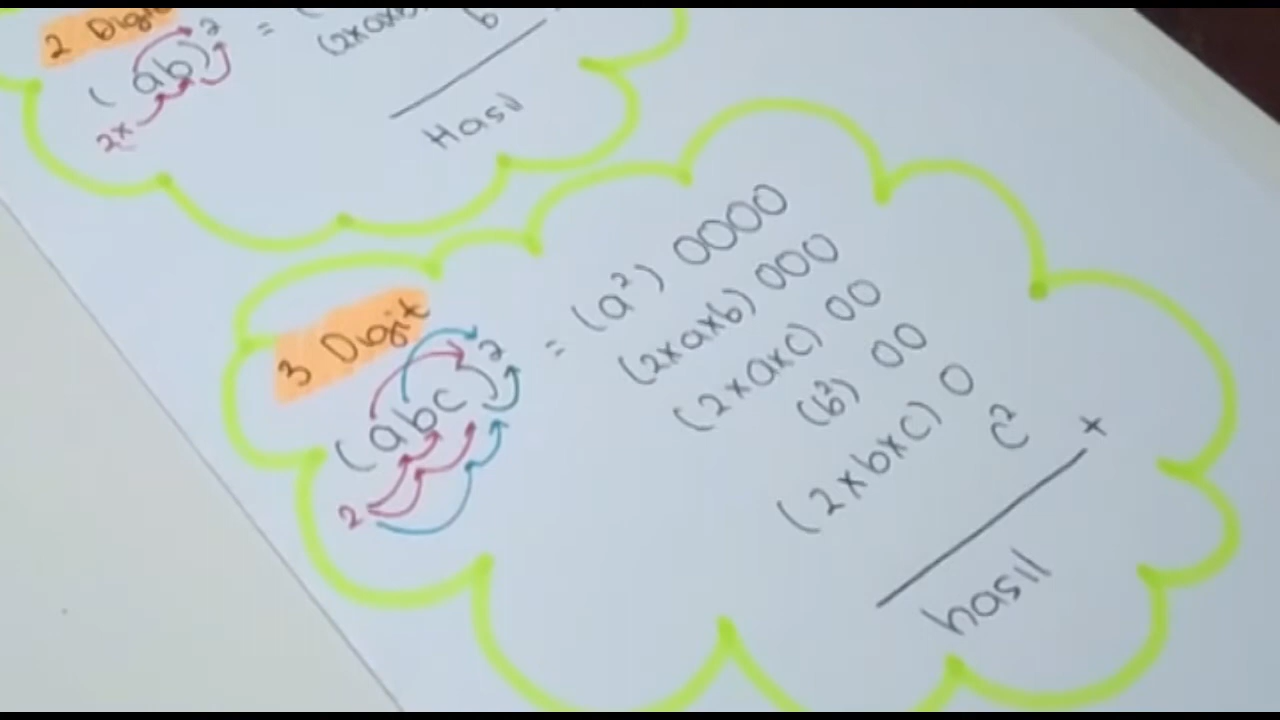 2 Digit
(ab)² =
(2xaxb)
b
2x
Hasil
3 Digit
(abc)² = (a²) 0000
(2xaxb) 000
(2xaxc) 00
(b²) 00
(2xbxc) 0
c² +
2
hasil